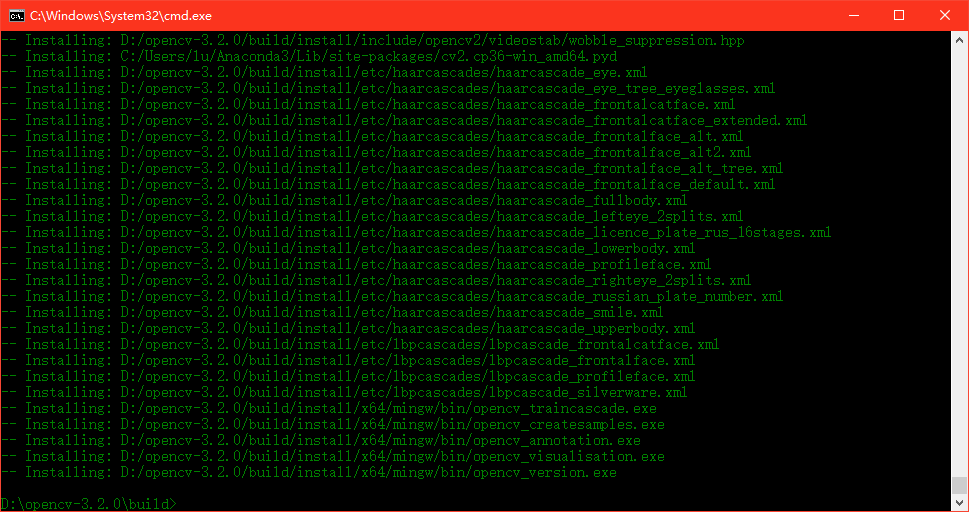 C:\Windows\System32\cmd.exe
-- Installing: D:/opencv-3.2.0/build/install/include/opencv2/videostab/wobble_suppression.hpp
-- Installing: C:/Users/lu/Anaconda3/Lib/site-packages/cv2.cp36-win_amd64.pyd
-- Installing: D:/opencv-3.2.0/build/install/etc/haarcascades/haarcascade_eye.xml
-- Installing: D:/opencv-3.2.0/build/install/etc/haarcascades/haarcascade_eye_tree_eyeglasses.xml
-- Installing: D:/opencv-3.2.0/build/install/etc/haarcascades/haarcascade_frontalcatface.xml
-- Installing: D:/opencv-3.2.0/build/install/etc/haarcascades/haarcascade_frontalcatface_extended.xml
-- Installing: D:/opencv-3.2.0/build/install/etc/haarcascades/haarcascade_frontalface_alt.xml
-- Installing: D:/opencv-3.2.0/build/install/etc/haarcascades/haarcascade_frontalface_alt2.xml
-- Installing: D:/opencv-3.2.0/build/install/etc/haarcascades/haarcascade_frontalface_alt_tree.xml
-- Installing: D:/opencv-3.2.0/build/install/etc/haarcascades/haarcascade_frontalface_default.xml
-- Installing: D:/opencv-3.2.0/build/install/etc/haarcascades/haarcascade_fullbody.xml
-- Installing: D:/opencv-3.2.0/build/install/etc/haarcascades/haarcascade_lefteye_2splits.xml
-- Installing: D:/opencv-3.2.0/build/install/etc/haarcascades/haarcascade_licence_plate_rus_16stages.xml
-- Installing: D:/opencv-3.2.0/build/install/etc/haarcascades/haarcascade_lowerbody.xml
-- Installing: D:/opencv-3.2.0/build/install/etc/haarcascades/haarcascade_profileface.xml
-- Installing: D:/opencv-3.2.0/build/install/etc/haarcascades/haarcascade_righteye_2splits.xml
-- Installing: D:/opencv-3.2.0/build/install/etc/haarcascades/haarcascade_russian_plate_number.xml
-- Installing: D:/opencv-3.2.0/build/install/etc/haarcascades/haarcascade_smile.xml
-- Installing: D:/opencv-3.2.0/build/install/etc/haarcascades/haarcascade_upperbody.xml
-- Installing: D:/opencv-3.2.0/build/install/etc/lbpcascades/lbpcascade_frontalcatface.xml
-- Installing: D:/opencv-3.2.0/build/install/etc/lbpcascades/lbpcascade_frontalface.xml
-- Installing: D:/opencv-3.2.0/build/install/etc/lbpcascades/lbpcascade_profileface.xml
-- Installing: D:/opencv-3.2.0/build/install/etc/lbpcascades/lbpcascade_silverware.xml
-- Installing: D:/opencv-3.2.0/build/install/x64/mingw/bin/opencv_traincascade.exe
-- Installing: D:/opencv-3.2.0/build/install/x64/mingw/bin/opencv_createsamples.exe
-- Installing: D:/opencv-3.2.0/build/install/x64/mingw/bin/opencv_annotation.exe
-- Installing: D:/opencv-3.2.0/build/install/x64/mingw/bin/opencv_visualisation.exe
-- Installing: D:/opencv-3.2.0/build/install/x64/mingw/bin/opencv_version.exe
D:\opencv-3.2.0\build>